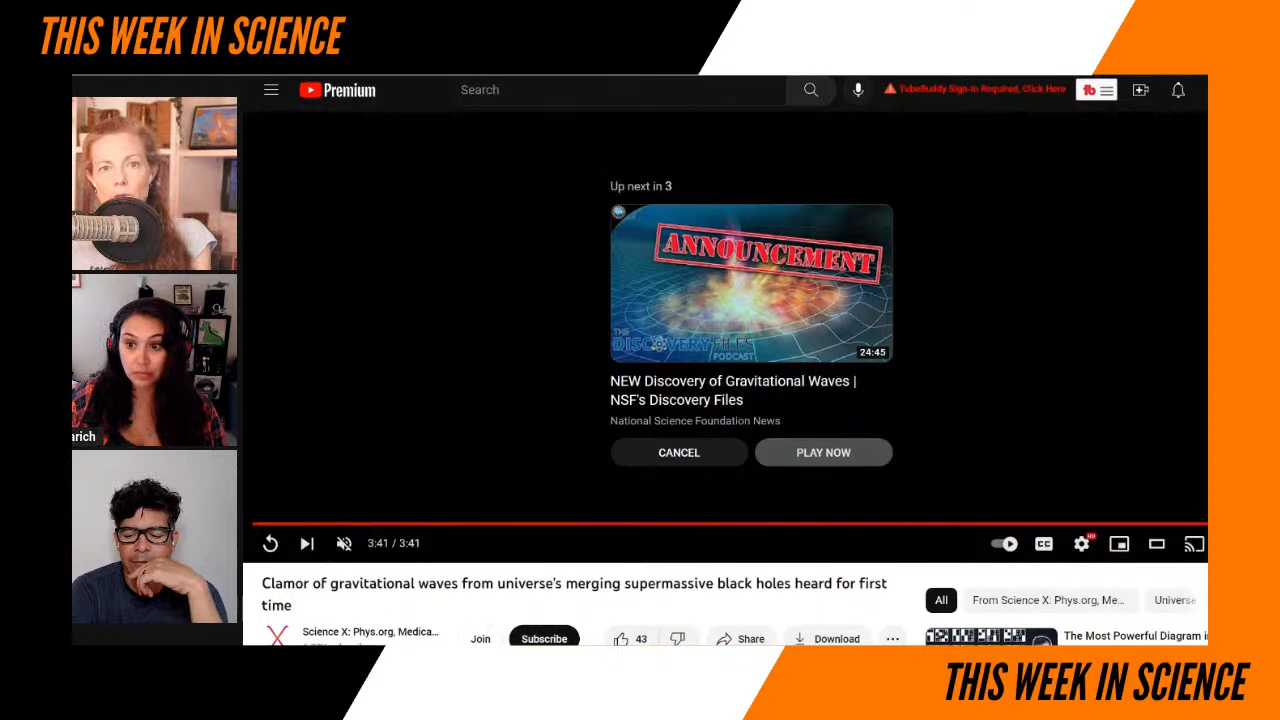 THIS WEEK IN SCIENCE
Premium
Search
TubeBuddy Sign-In Required, Click Here
tb
Up next in 3
ANNOUNCEMENT
THE
DISCOVERY FILES
PODCAST
24:45
NEW Discovery of Gravitational Waves |
NSF's Discovery Files
National Science Foundation News
CANCEL
PLAY NOW
arich
3:41 / 3:41
CC
HD
Clamor of gravitational waves from universe's merging supermassive black holes heard for first
time
All
From Science X: Phys.org, Me...
Universe
Science X: Phys.org, Medica...
Join
Subscribe
43
Share
Download
The Most Powerful Diagram
THIS WEEK IN SCIENCE